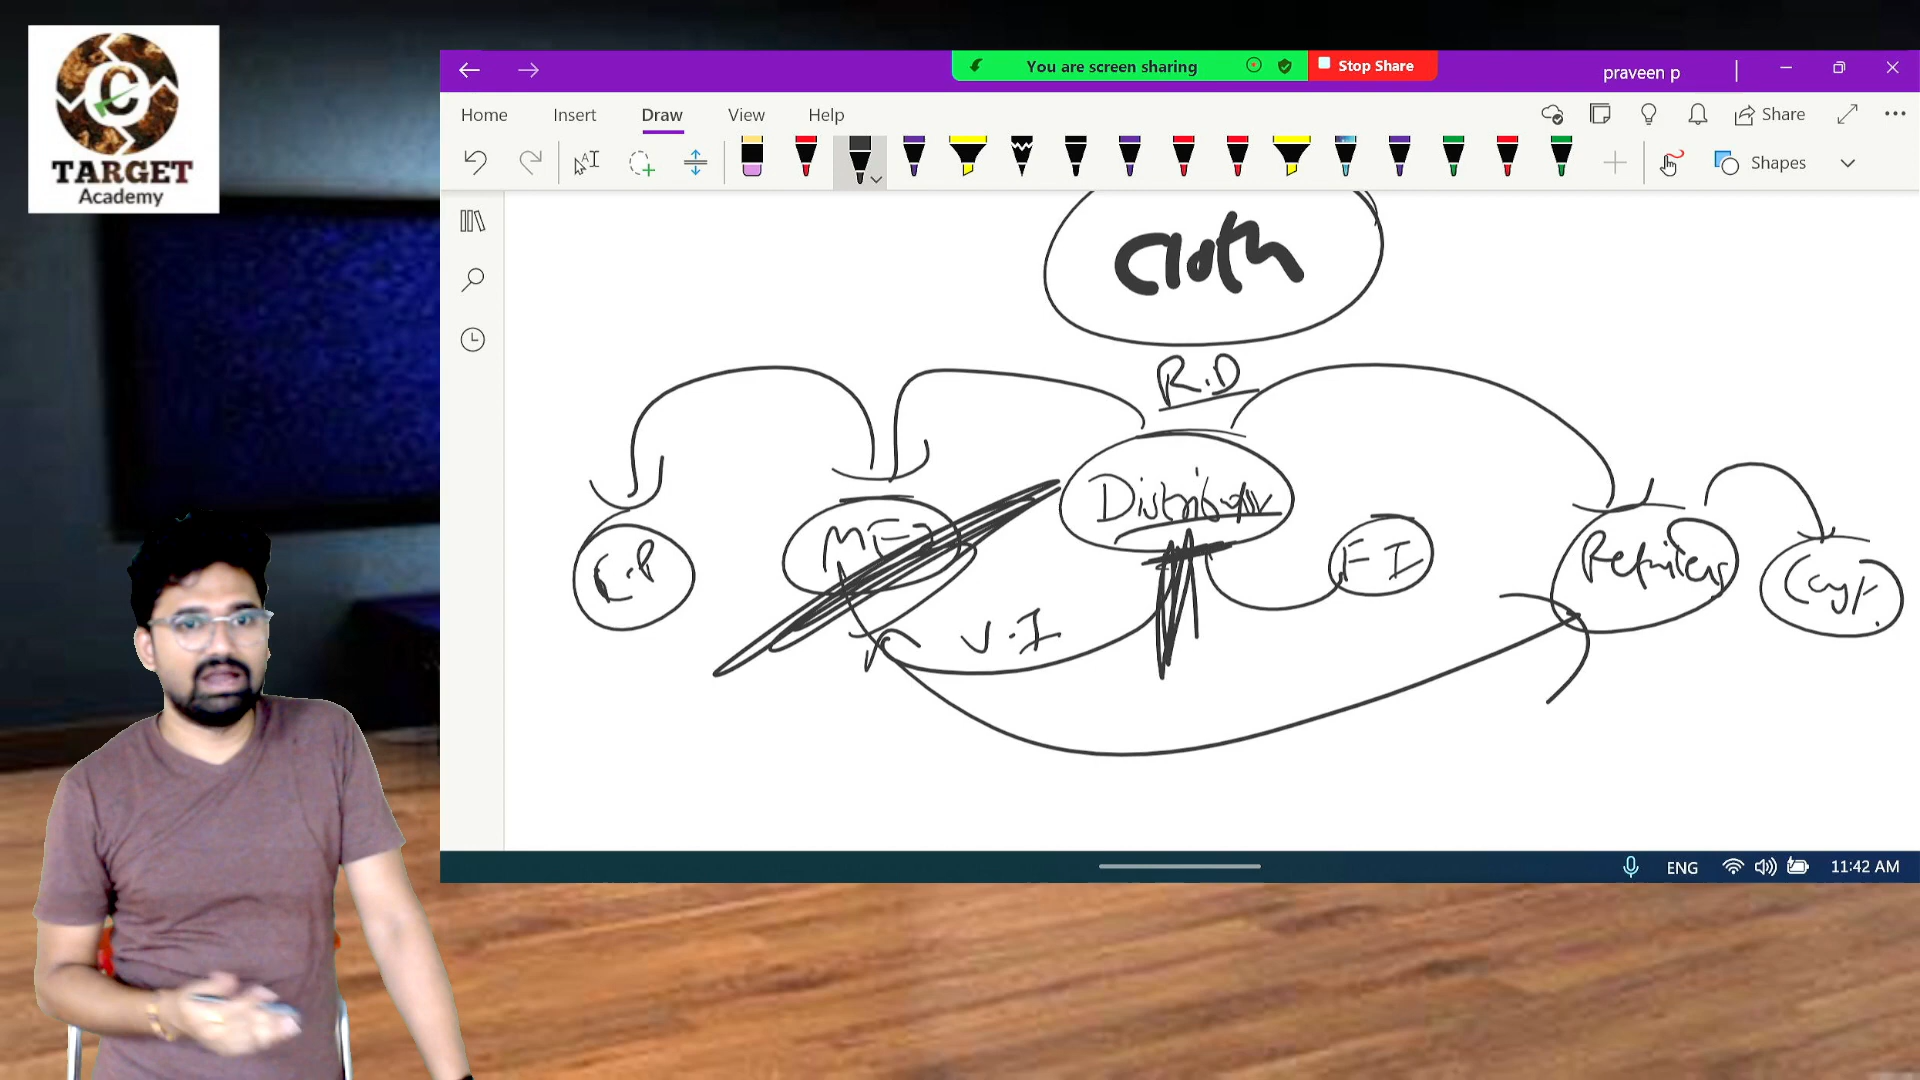 C
TARGET
Academy
You are screen sharing
Stop Share
praveen p
Home Insert Draw View Help
Share
Shapes
Cloth
R.D
Distributor
MF
F I
Retailers
V.I
ENG 11:42 AM